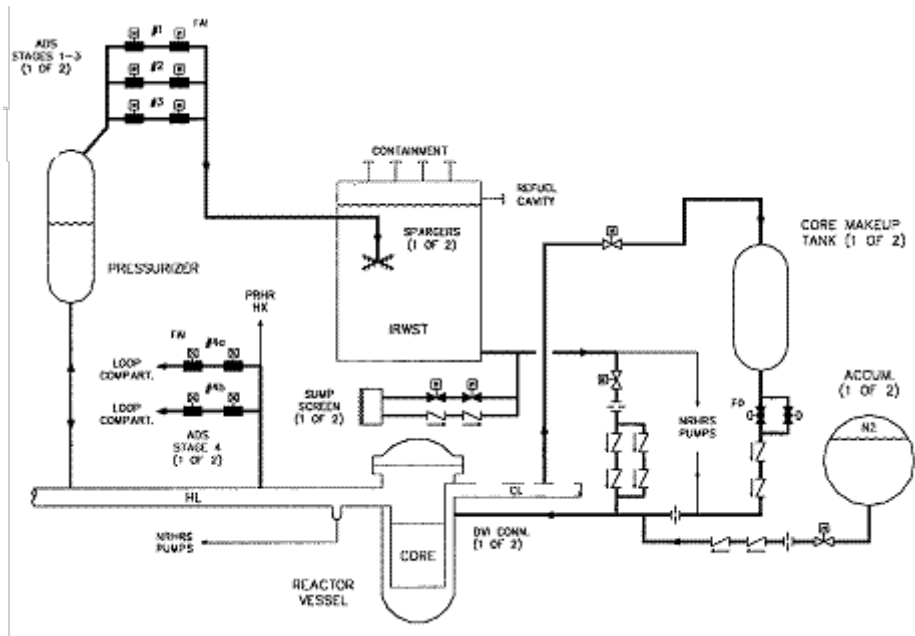 ADS
STAGES 1-3
(1 OF 2)
#1
FAI
#2
#3
CONTAINMENT
REFUEL
CAVITY
SPARGERS
(1 OF 2)
IRWST
CORE MAKEUP
TANK (1 OF 2)
PRESSURIZER
PRHR
HX
FAI
#4a
LOOP
COMPART.
#4b
LOOP
COMPART.
ADS
STAGE 4
(1 OF 2)
SUMP
SCREEN
(1 OF 2)
NRHRS
PUMPS
FO
ACCUM.
(1 OF 2)
N2
HL
CL
CORE
DVI CONN.
(1 OF 2)
NRHRS
PUMPS
REACTOR
VESSEL